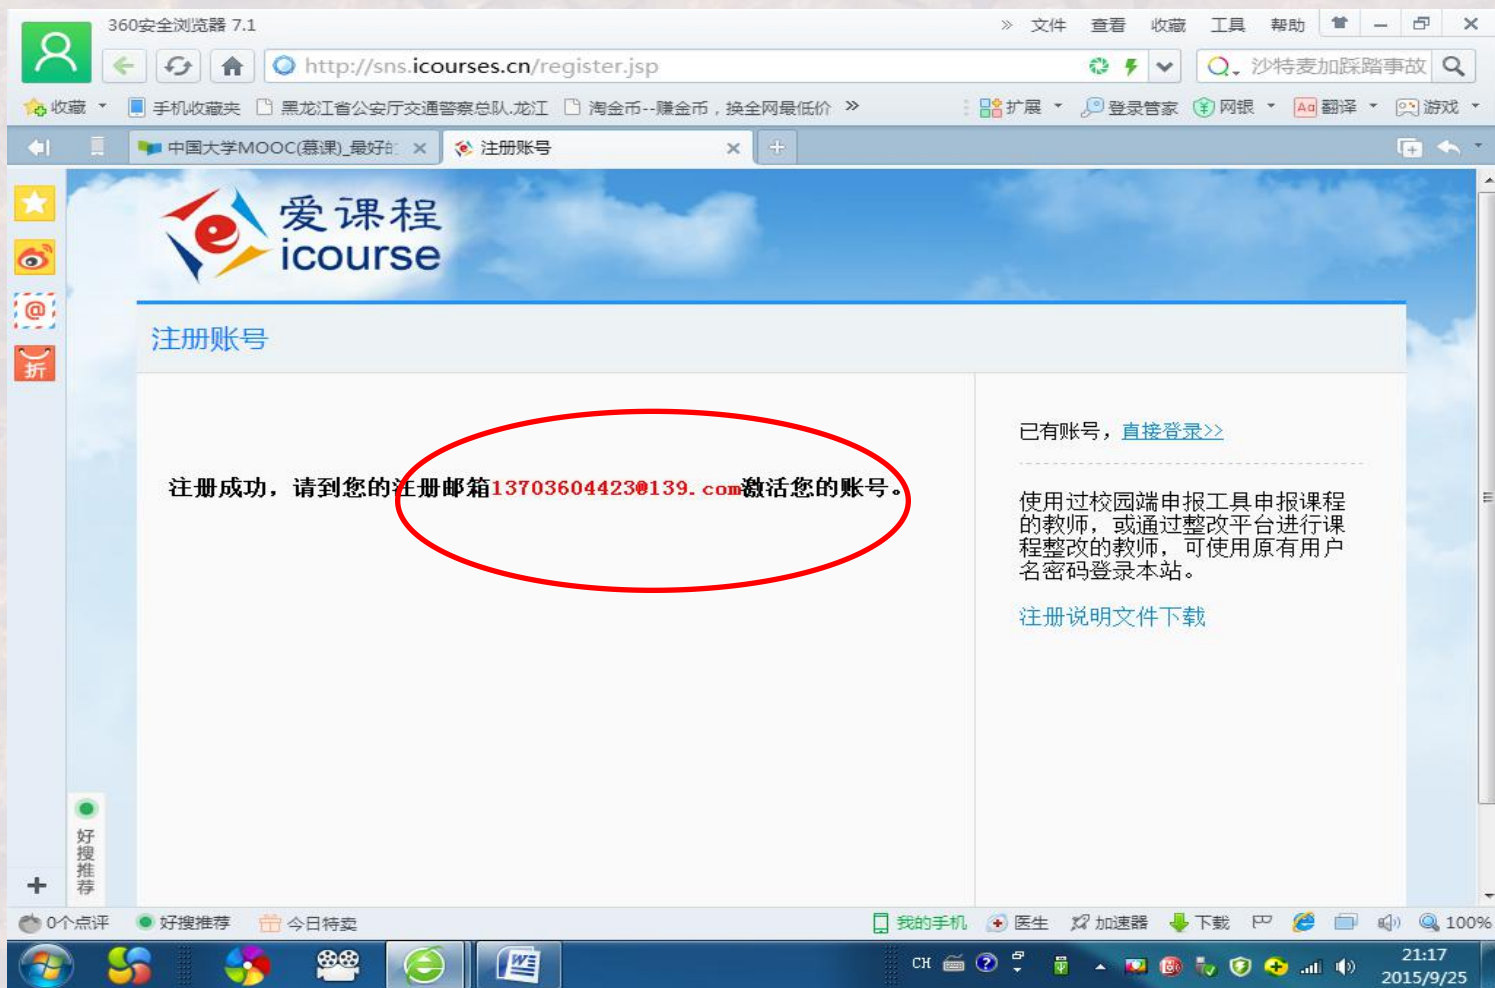 360安全浏览器 7.1
» 文件 查看 收藏 工具 帮助
http://sns.icourses.cn/register.jsp
沙特麦加踩踏事故
收藏 手机收藏夹 黑龙江省公安厅交通警察总队.龙江 淘金币--赚金币，换全网最低价 »
扩展 登录管家 网银 翻译 游戏
中国大学MOOC(慕课)_最好的 注册账号
爱课程
icourse
折
注册账号
注册成功，请到您的注册邮箱13703604423@139.com激活您的账号。
已有账号，直接登录>>
使用过校园端申报工具申报课程
的教师，或通过整改平台进行课
程整改的教师，可使用原有用户
名密码登录本站。
注册说明文件下载
好搜推荐
0个点评 好搜推荐 今日特卖
我的手机 医生 加速器 下载 100%
CH
21:17
2015/9/25